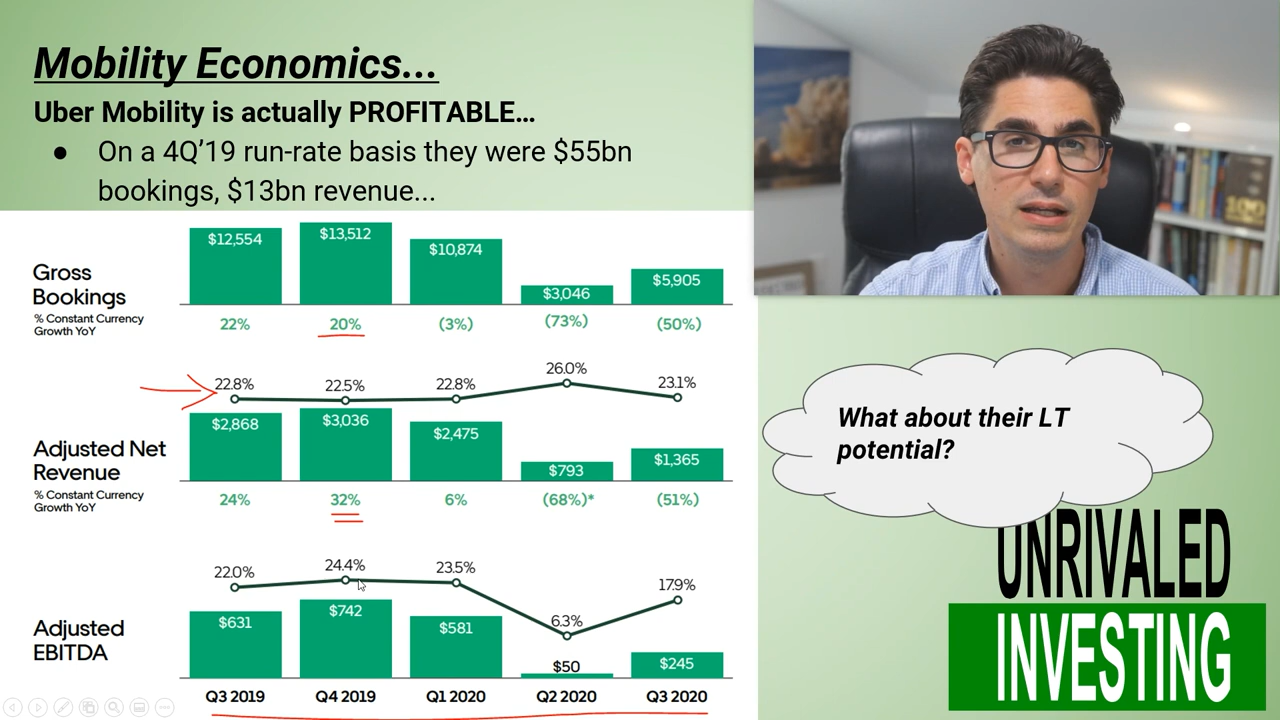 Mobility Economics...
Uber Mobility is actually PROFITABLE…
● On a 4Q’19 run-rate basis they were $55bn
bookings, $13bn revenue...
Gross
Bookings
% Constant Currency
Growth YoY
$12,554 $13,512 $10,874 $3,046 $5,905
22% 20% (3%) (73%) (50%)
22.8% 22.5% 22.8% 26.0% 23.1%
Adjusted Net
Revenue
% Constant Currency
Growth YoY
$2,868 $3,036 $2,475 $793 $1,365
24% 32% 6% (68%)* (51%)
22.0% 24.4% 23.5% 6.3% 17.9%
Adjusted
EBITDA
$631 $742 $581 $50 $245
Q3 2019 Q4 2019 Q1 2020 Q2 2020 Q3 2020
What about their LT
potential?
UNRIVALED
INVESTING